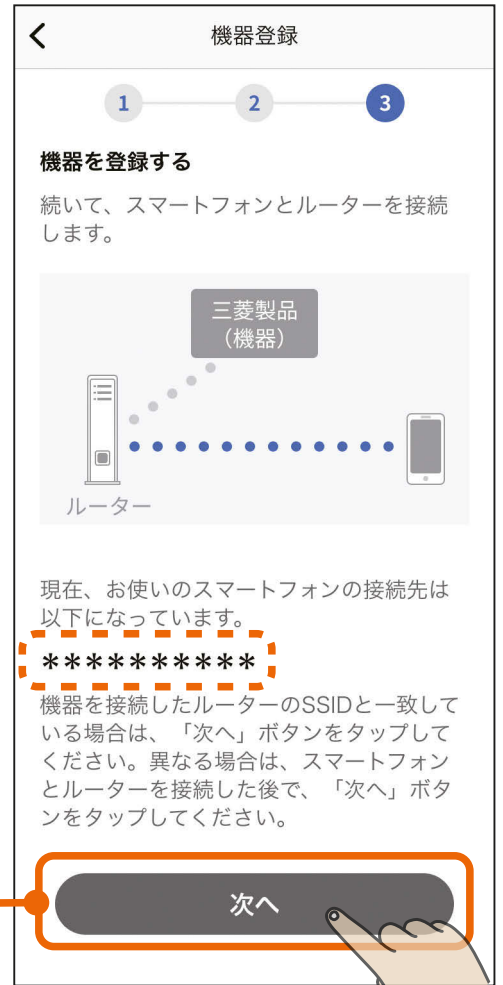 機器登録
1 2 3
機器を登録する
続いて、スマートフォンとルーターを接続
します。
三菱製品
（機器）
ルーター
現在、お使いのスマートフォンの接続先は
以下になっています。
**********
機器を接続したルーターのSSIDと一致して
いる場合は、「次へ」ボタンをタップして
ください。異なる場合は、スマートフォン
とルーターを接続した後で、「次へ」ボタ
ンをタップしてください。
次へ